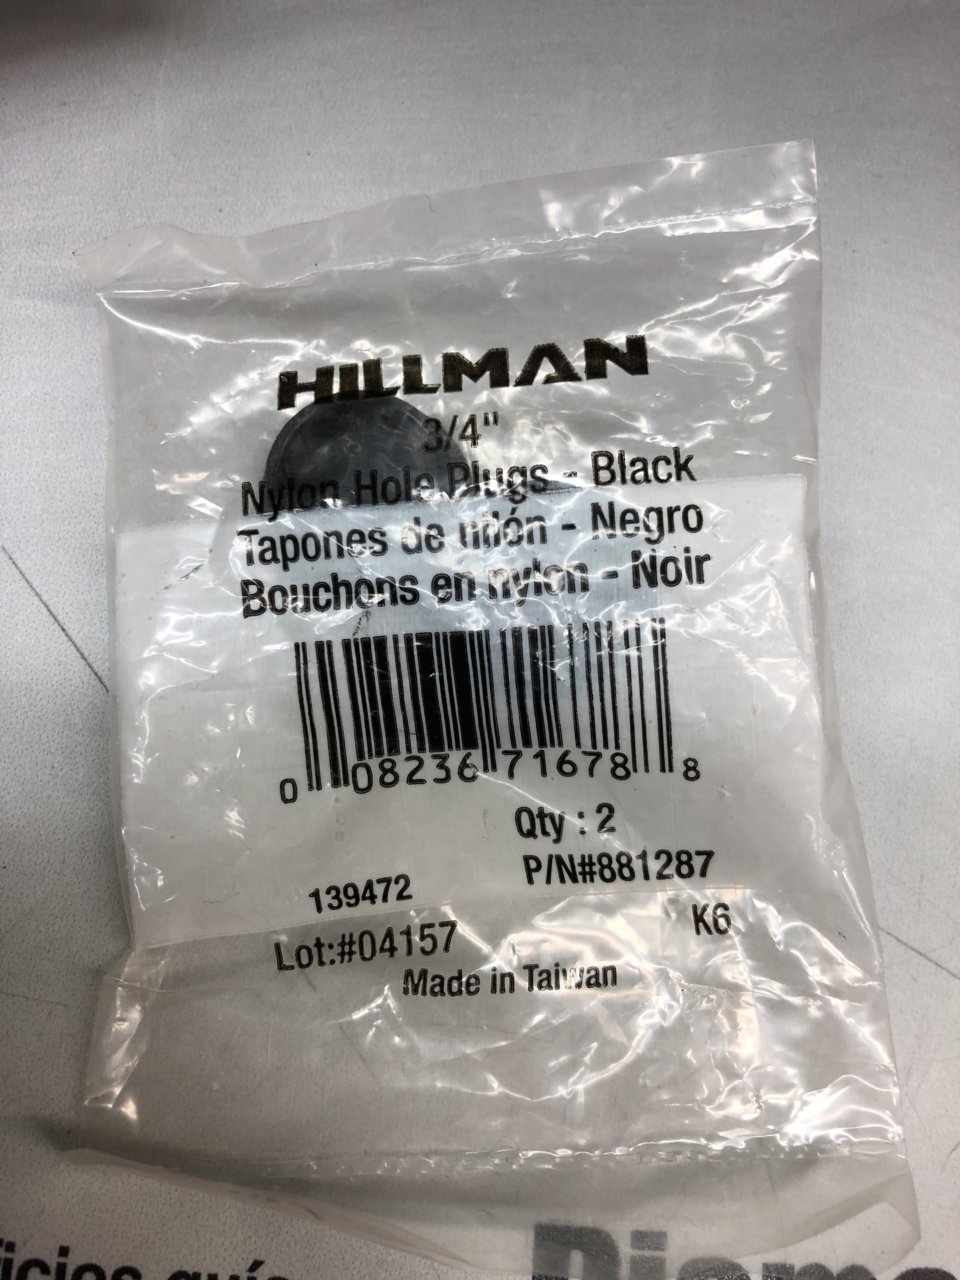 HILLMAN
3/4"
Nylon Hole Plugs - Black
Tapones de nilón - Negro
Bouchons en nylon - Noir
0 08236 71678 8
Qty : 2
P/N#881287
139472
K6
Lot:#04157
Made in Taiwan